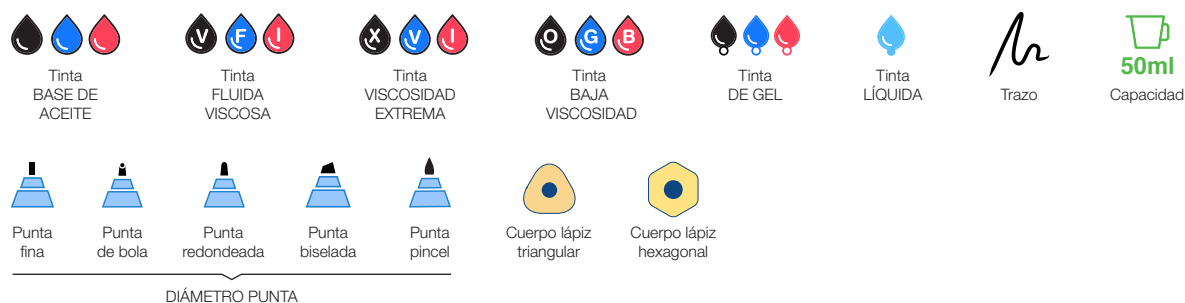 V F I
X V I
O G B
50ml
Tinta
BASE DE
ACEITE
Tinta
FLUIDA
VISCOSA
Tinta
VISCOSIDAD
EXTREMA
Tinta
BAJA
VISCOSIDAD
Tinta
DE GEL
Tinta
LÍQUIDA
Trazo
Capacidad
Punta
fina
Punta
de bola
Punta
redondeada
Punta
biselada
Punta
pincel
Cuerpo lápiz
triangular
Cuerpo lápiz
hexagonal
DIÁMETRO PUNTA